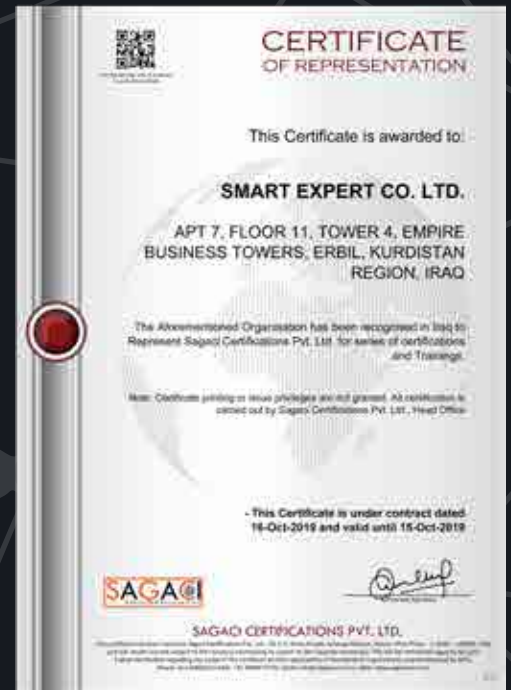 CERTIFICATE
OF REPRESENTATION
This Certificate is awarded to:
SMART EXPERT CO. LTD.
APT 7, FLOOR 11, TOWER 4, EMPIRE
BUSINESS TOWERS, ERBIL, KURDISTAN
REGION, IRAQ
The Aforementioned Organisation has been recognised in Iraq to
Represent Sagaci Certifications Pvt. Ltd. for series of certifications
and Trainings.
Note: Certificate printing or issue privileges are not granted. All certification is
carried out by Sagaci Certifications Pvt. Ltd., Head Office
- This Certificate is under contract dated
16-Oct-2019 and valid until 15-Oct-2019
SAGACI
SAGACI CERTIFICATIONS PVT. LTD.